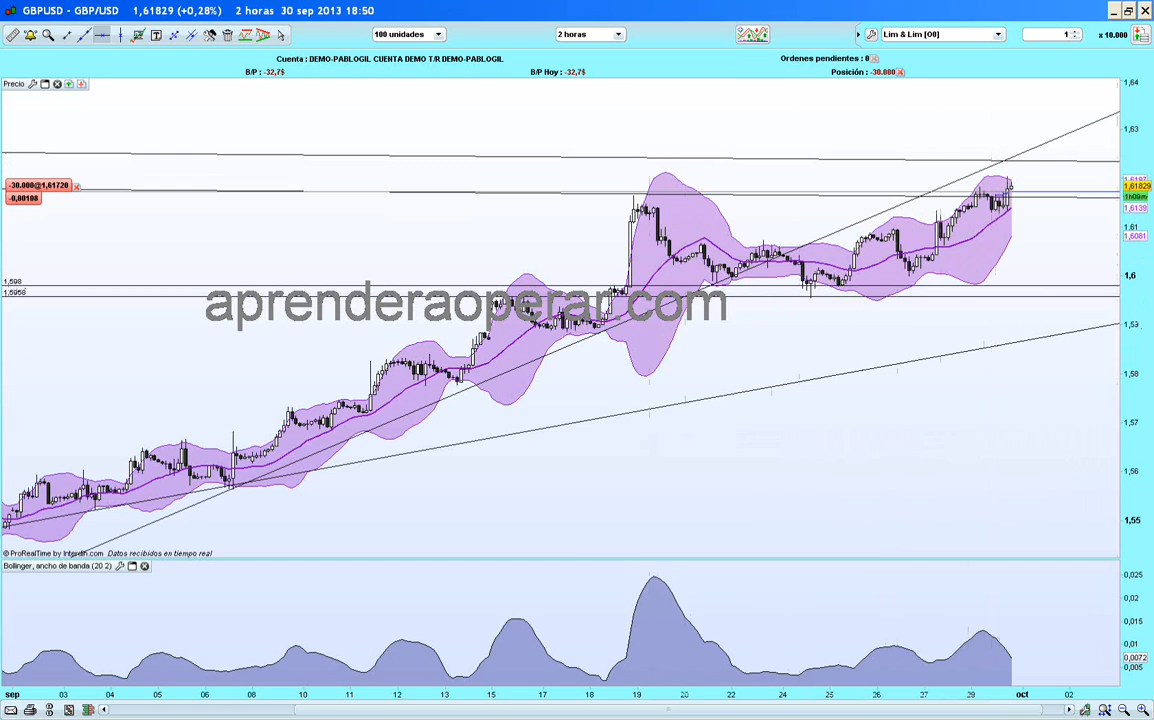 GBPUSD - GBP/USD 1,61829 (+0,28%) 2 horas 30 sep 2013 18:50
100 unidades 2 horas Lim & Lim [O0] 1 x 10.000
Cuenta : DEMO-PABLOGIL CUENTA DEMO T/R DEMO-PABLOGIL Ordenes pendientes : 0
B/P : -32,7$ B/P Hoy : -32,7$ Posición : -30.000
Precio
1,64
1,63
-30.000@1,61720
1,61829
-0,00108
1h09m
1,6139
1,61
1,6081
1,6
1,598
1,5958
aprenderaoperar.com
1,59
1,58
1,57
1,56
1,55
© ProRealTime by Datos recibidos en tiempo real
Bollinger, ancho de banda (20 2)
0,025
0,02
0,015
0,01
0,0072
0,005
sep 03 04 05 06 08 10 11 12 13 15 17 18 19 20 22 24 25 26 27 29 oct 02